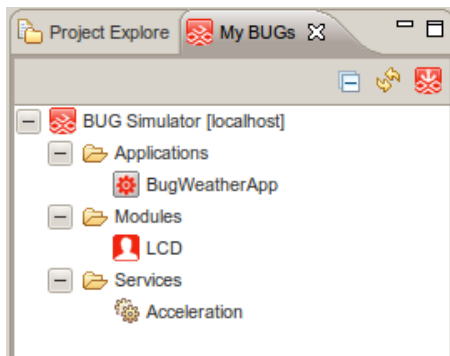 Project Explore My BUGs
BUG Simulator [localhost]
Applications
BugWeatherApp
Modules
LCD
Services
Acceleration